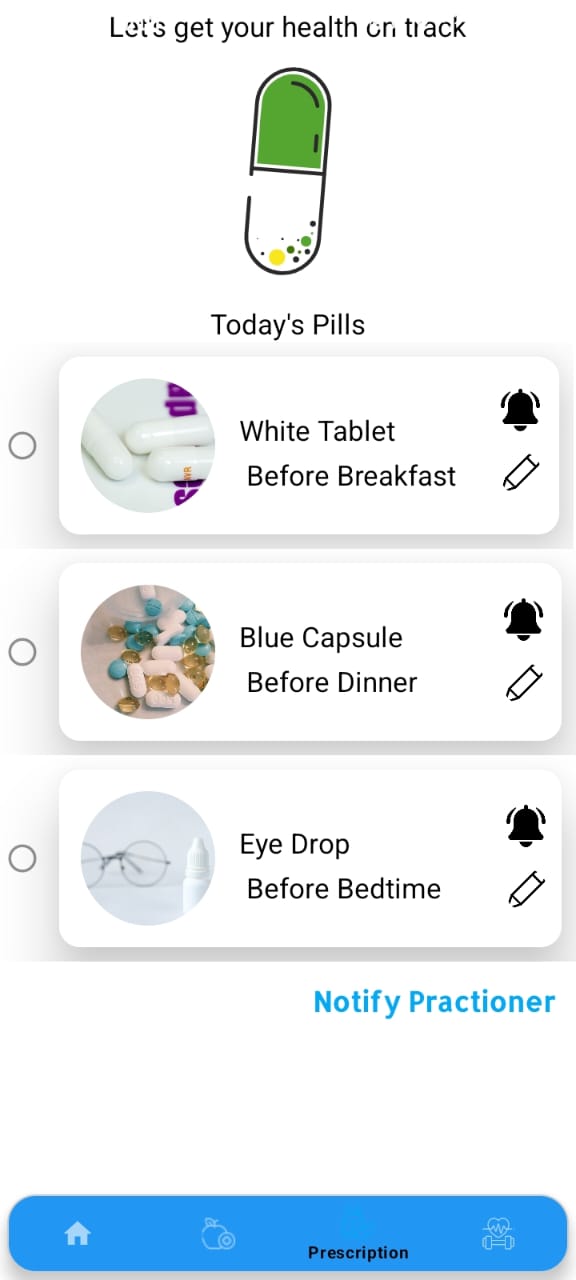 Let's get your health on track
Today's Pills
White Tablet
Before Breakfast
Blue Capsule
Before Dinner
Eye Drop
Before Bedtime
Notify Practioner
Prescription